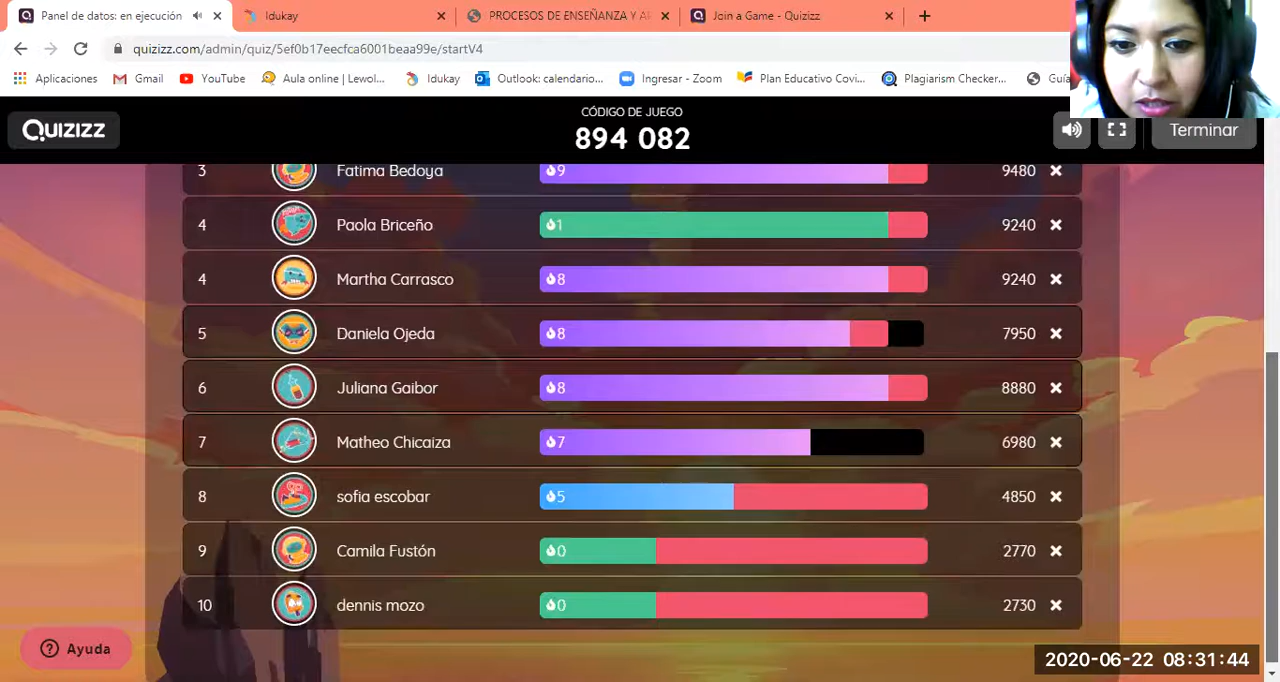 Panel de datos: en ejecución
Idukay
PROCESOS DE ENSEÑANZA Y AP
Join a Game - Quizizz
quizizz.com/admin/quiz/5ef0b17eecfca6001beaa99e/startV4
Aplicaciones Gmail YouTube Aula online | Lewol... Idukay Outlook: calendario... Ingresar - Zoom Plan Educativo Covi... Plagiarism Checker... Guía
CÓDIGO DE JUEGO
Quizizz
894 082
Terminar
3 Fatima Bedoya 9 9480
4 Paola Briceño 1 9240
4 Martha Carrasco 8 9240
5 Daniela Ojeda 8 7950
6 Juliana Gaibor 8 8880
7 Matheo Chicaiza 7 6980
8 sofia escobar 5 4850
9 Camila Fustón 0 2770
10 dennis mozo 0 2730
Ayuda
2020-06-22 08:31:44